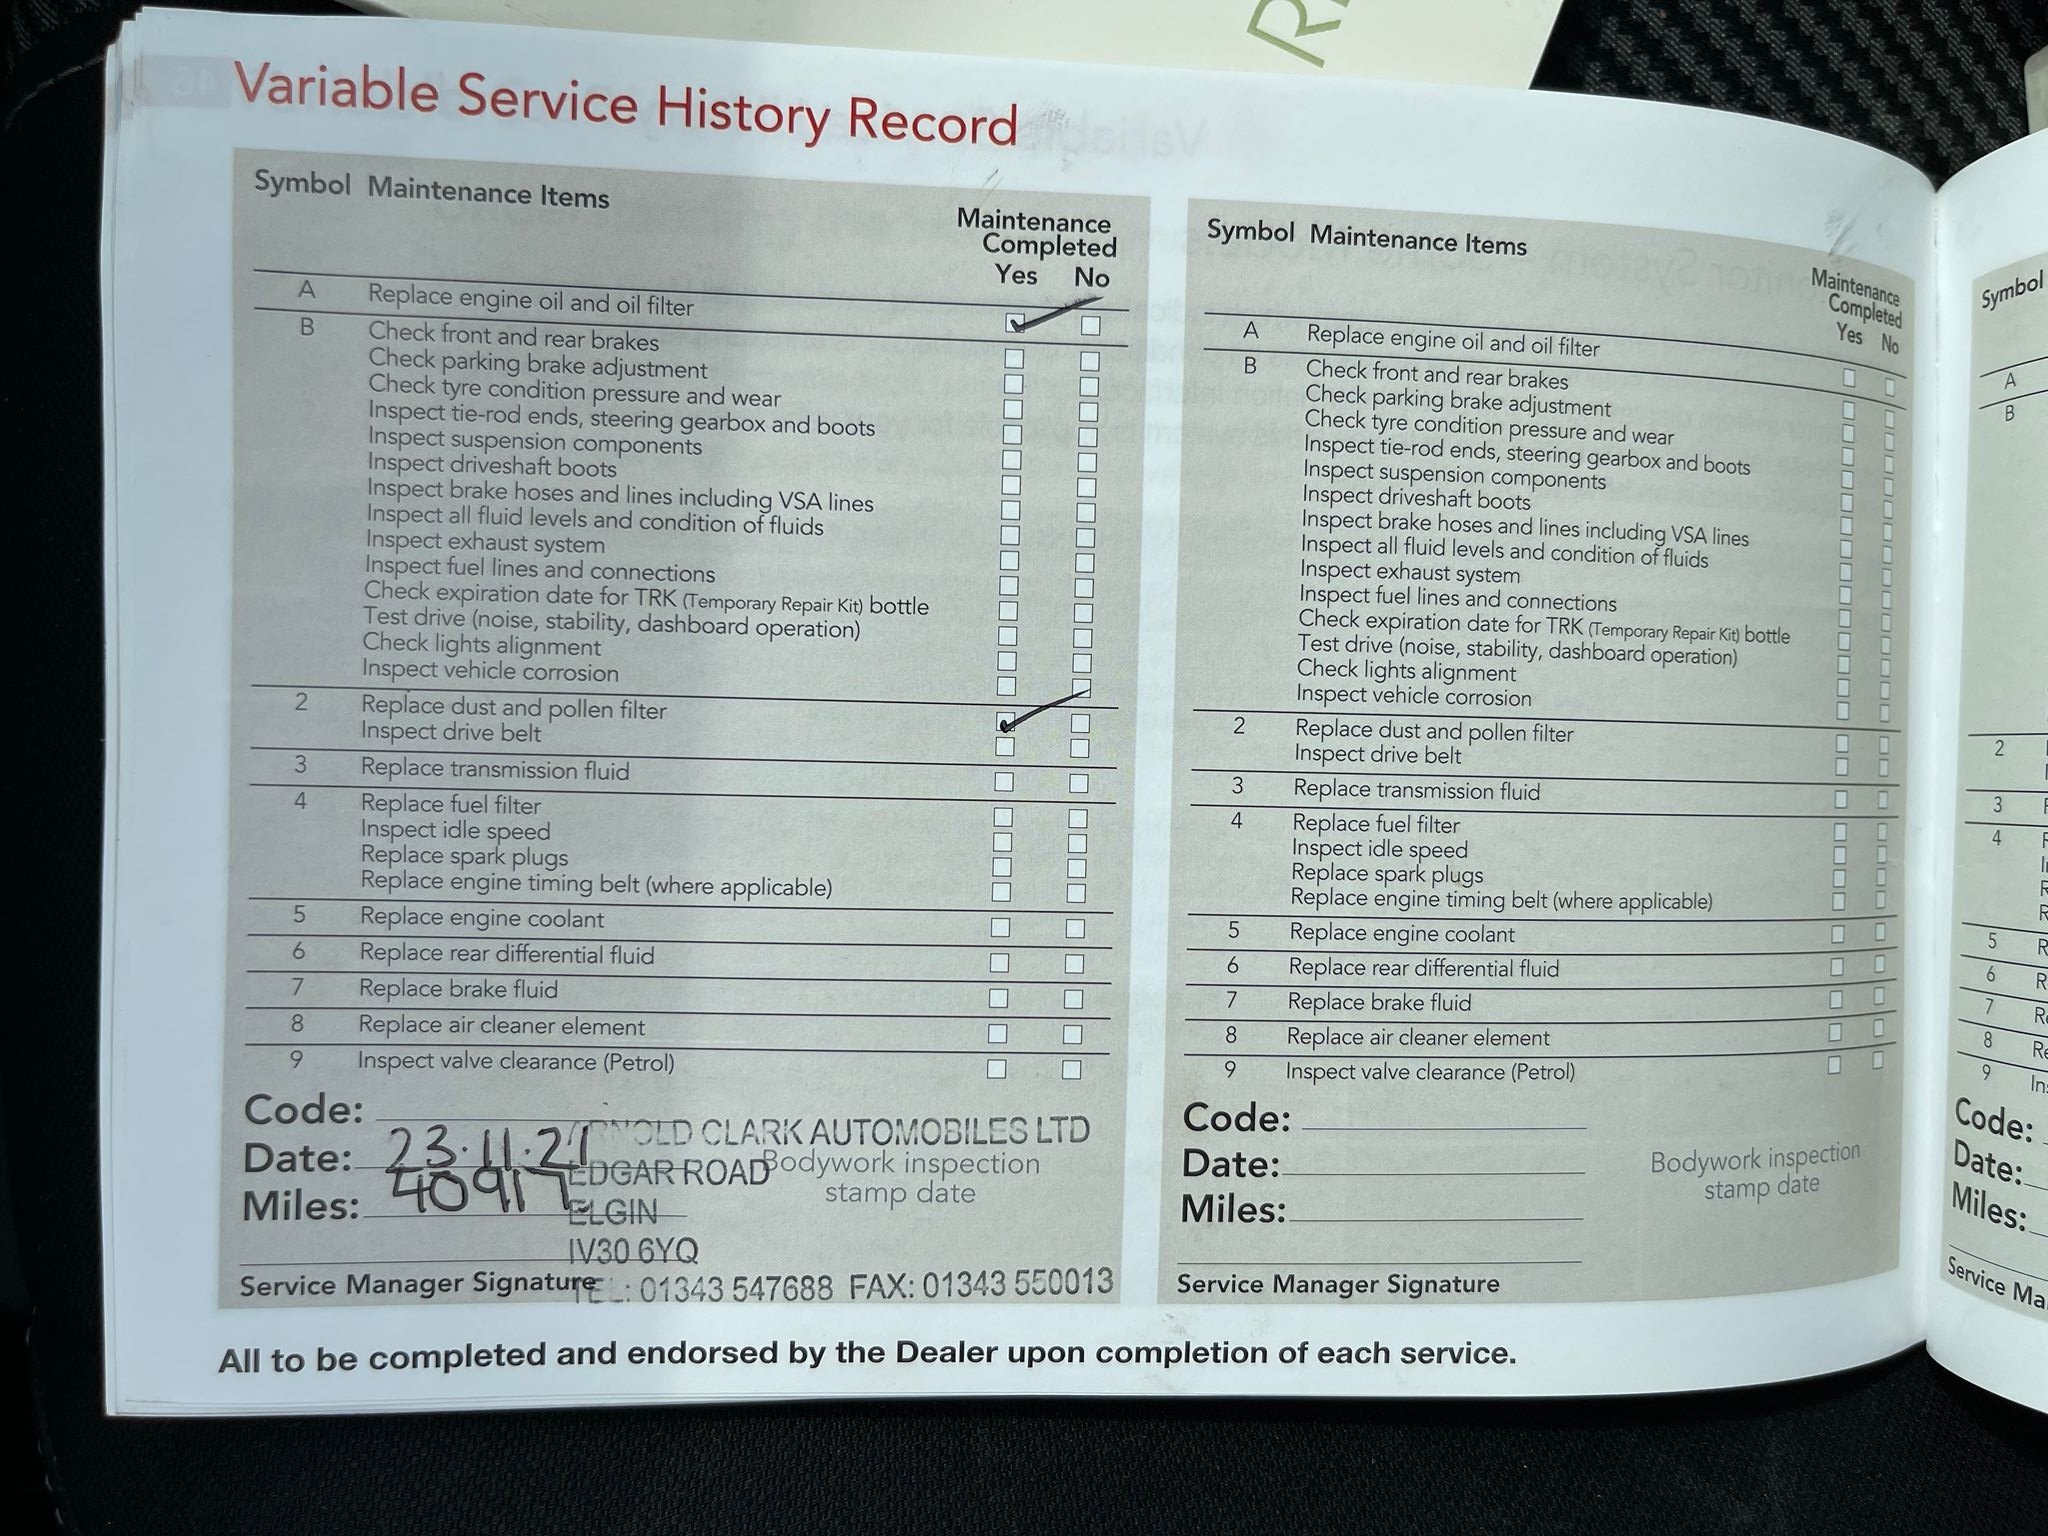 Variable Service History Record
Symbol Maintenance Items
Maintenance
Completed
Yes No
A Replace engine oil and oil filter
B Check front and rear brakes
Check parking brake adjustment
Check tyre condition pressure and wear
Inspect tie-rod ends, steering gearbox and boots
Inspect suspension components
Inspect driveshaft boots
Inspect brake hoses and lines including VSA lines
Inspect all fluid levels and condition of fluids
Inspect exhaust system
Inspect fuel lines and connections
Check expiration date for TRK (Temporary Repair Kit) bottle
Test drive (noise, stability, dashboard operation)
Check lights alignment
Inspect vehicle corrosion
2 Replace dust and pollen filter
Inspect drive belt
3 Replace transmission fluid
4 Replace fuel filter
Inspect idle speed
Replace spark plugs
Replace engine timing belt (where applicable)
5 Replace engine coolant
6 Replace rear differential fluid
7 Replace brake fluid
8 Replace air cleaner element
9 Inspect valve clearance (Petrol)
Code:
Date: 23.11.21
Miles: 40917
ARNOLD CLARK AUTOMOBILES LTD
EDGAR ROAD
ELGIN
IV30 6YQ
TEL: 01343 547688 FAX: 01343 550013
Bodywork inspection
stamp date
Service Manager Signature
Symbol Maintenance Items
Maintenance
Completed
Yes No
A Replace engine oil and oil filter
B Check front and rear brakes
Check parking brake adjustment
Check tyre condition pressure and wear
Inspect tie-rod ends, steering gearbox and boots
Inspect suspension components
Inspect driveshaft boots
Inspect brake hoses and lines including VSA lines
Inspect all fluid levels and condition of fluids
Inspect exhaust system
Inspect fuel lines and connections
Check expiration date for TRK (Temporary Repair Kit) bottle
Test drive (noise, stability, dashboard operation)
Check lights alignment
Inspect vehicle corrosion
2 Replace dust and pollen filter
Inspect drive belt
3 Replace transmission fluid
4 Replace fuel filter
Inspect idle speed
Replace spark plugs
Replace engine timing belt (where applicable)
5 Replace engine coolant
6 Replace rear differential fluid
7 Replace brake fluid
8 Replace air cleaner element
9 Inspect valve clearance (Petrol)
Code:
Date:
Miles:
Bodywork inspection
stamp date
Service Manager Signature
All to be completed and endorsed by the Dealer upon completion of each service.
Symbol
A
B
2
3
4
5
6
7
8
9
Code:
Date:
Miles:
Service